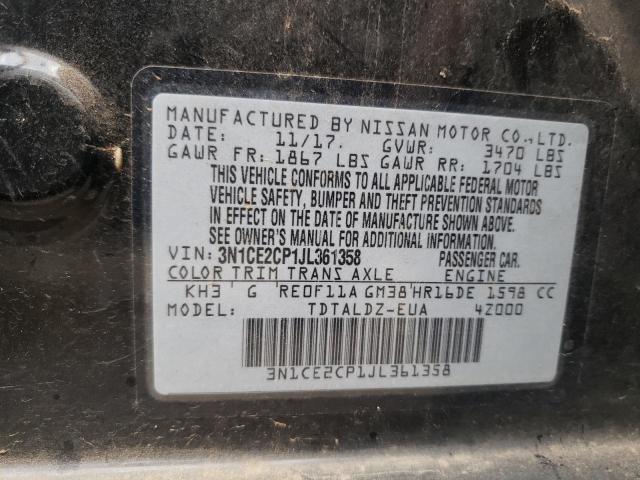 MANUFACTURED BY NISSAN MOTOR CO., LTD.
DATE: 11/17. GVWR: 3470 LBS
GAWR FR: 1867 LBS GAWR RR: 1704 LBS
THIS VEHICLE CONFORMS TO ALL APPLICABLE FEDERAL MOTOR
VEHICLE SAFETY, BUMPER AND THEFT PREVENTION STANDARDS
IN EFFECT ON THE DATE OF MANUFACTURE SHOWN ABOVE.
SEE OWNER'S MANUAL FOR ADDITIONAL INFORMATION.
VIN: 3N1CE2CP1JL361358 PASSENGER CAR.
COLOR TRIM TRANS AXLE ENGINE
KH3 ' G ' RE0F11A GM38 ' HR16DE 1598 CC
MODEL: TDTALDZ-EUA 4Z000
3N1CE2CP1JL361358